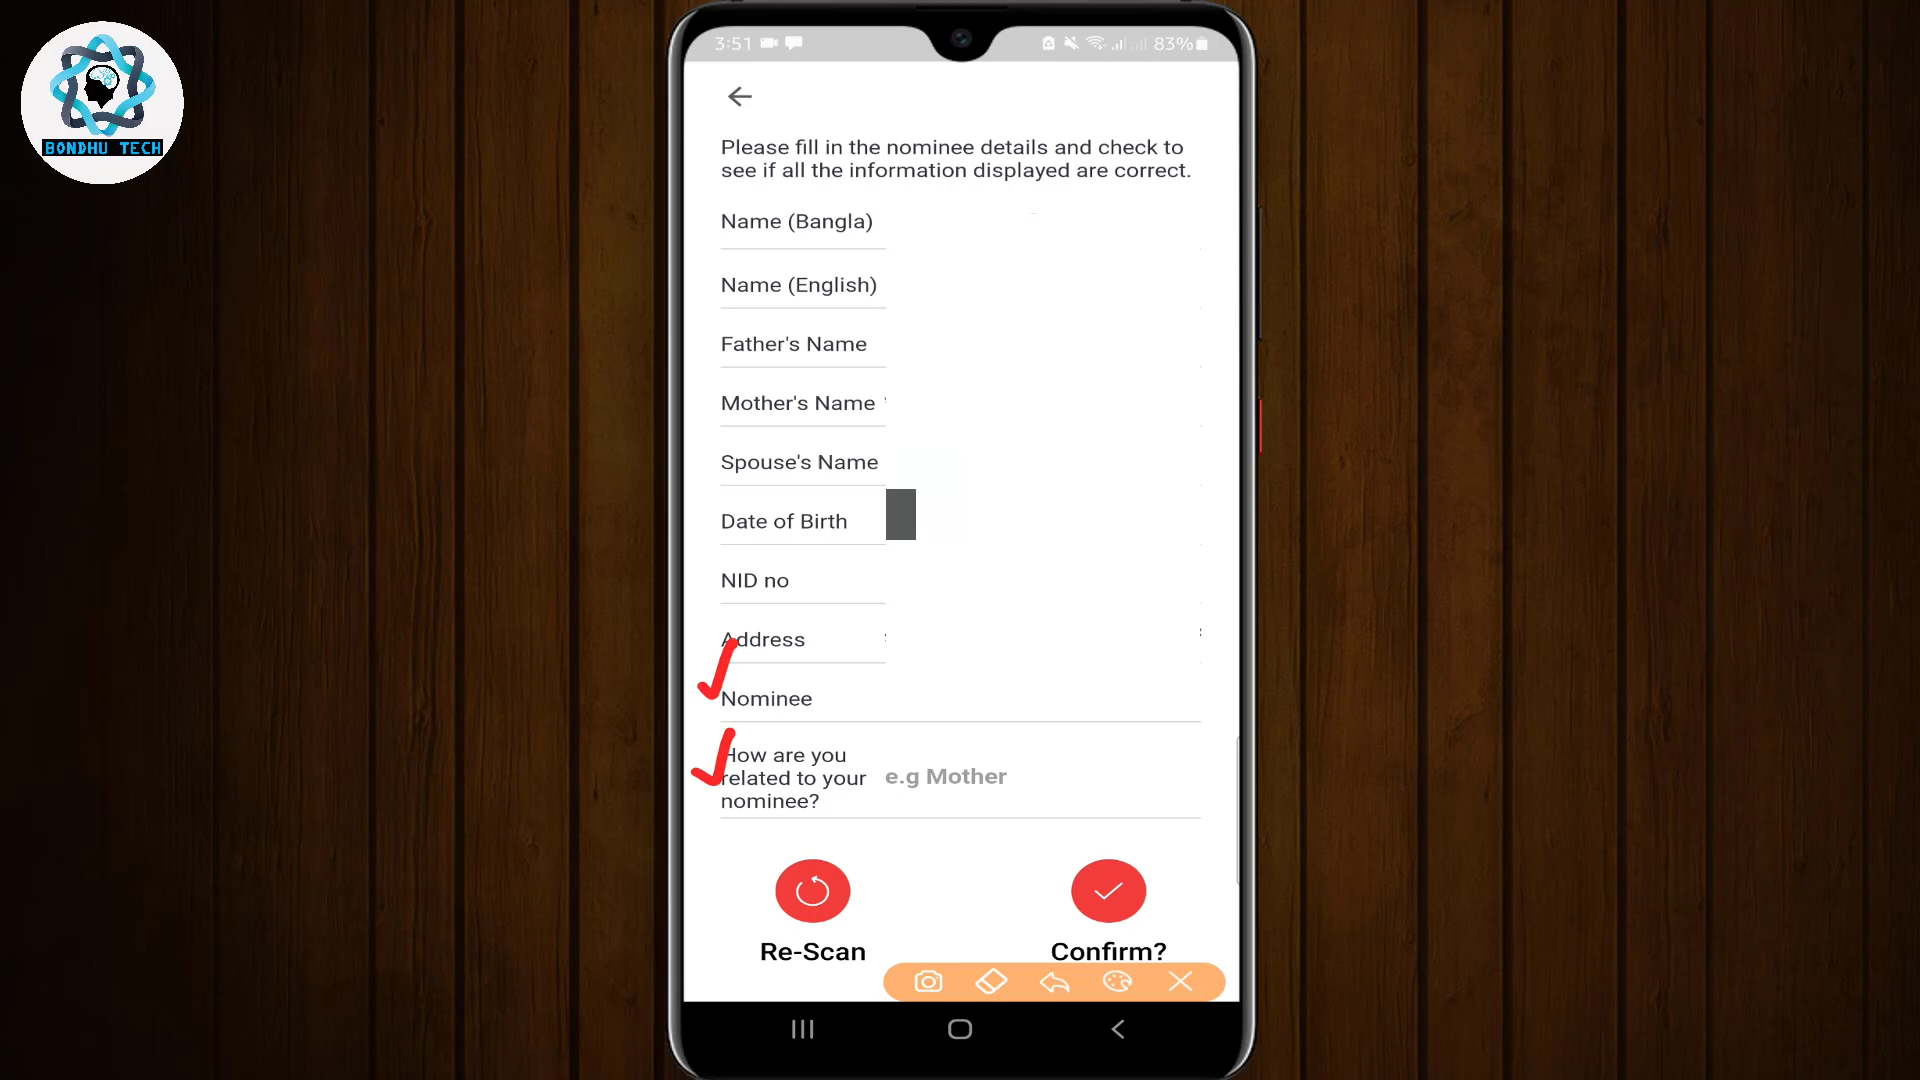 BONDHU TECH
3:51
83%
Please fill in the nominee details and check to
see if all the information displayed are correct.
Name (Bangla)
Name (English)
Father's Name
Mother's Name
Spouse's Name
Date of Birth
NID no
Address
Nominee
How are you
related to your
nominee?
e.g Mother
Re-Scan
Confirm?